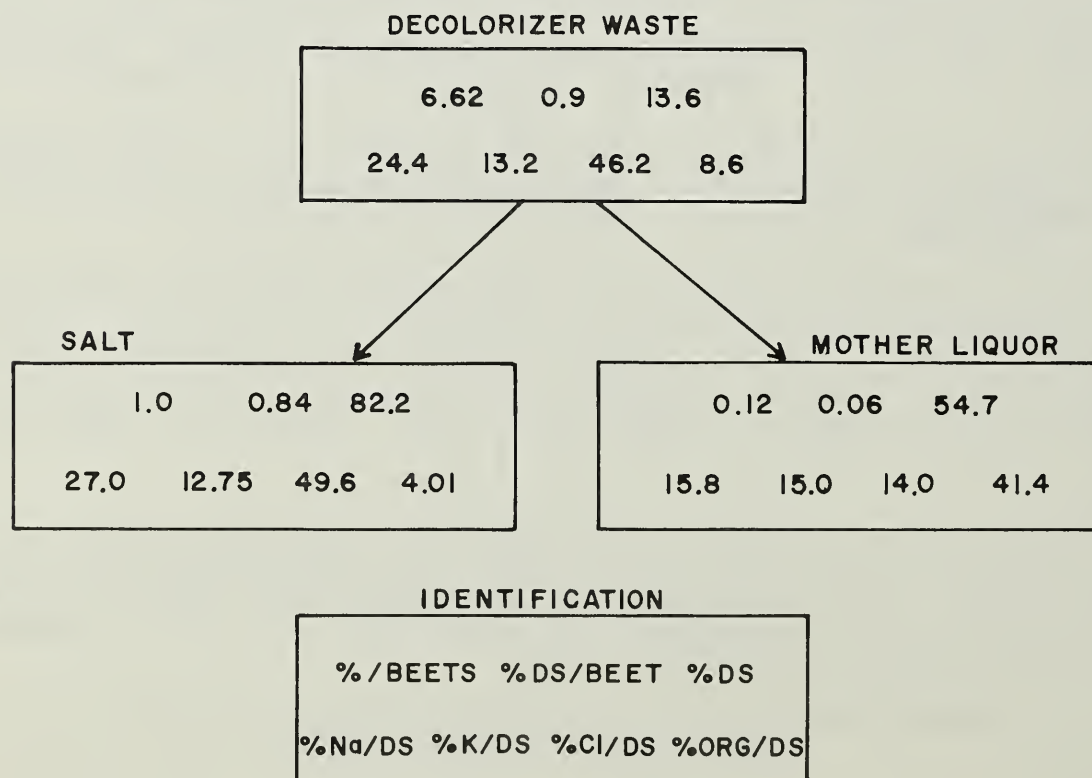 DECOLORIZER WASTE
6.62 0.9 13.6
24.4 13.2 46.2 8.6
SALT
1.0 0.84 82.2
27.0 12.75 49.6 4.01
MOTHER LIQUOR
0.12 0.06 54.7
15.8 15.0 14.0 41.4
IDENTIFICATION
%/BEETS %DS/BEET %DS
%Na/DS %K/DS %Cl/DS %ORG/DS